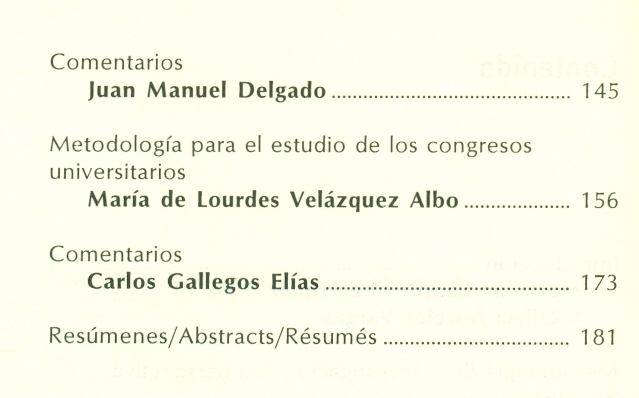 Comentarios
Juan Manuel Delgado ............................................. 145
Metodología para el estudio de los congresos
universitarios
María de Lourdes Velázquez Albo .................... 156
Comentarios
Carlos Gallegos Elías .............................................. 173
Resúmenes/Abstracts/Résumés ................................... 181
Contenido